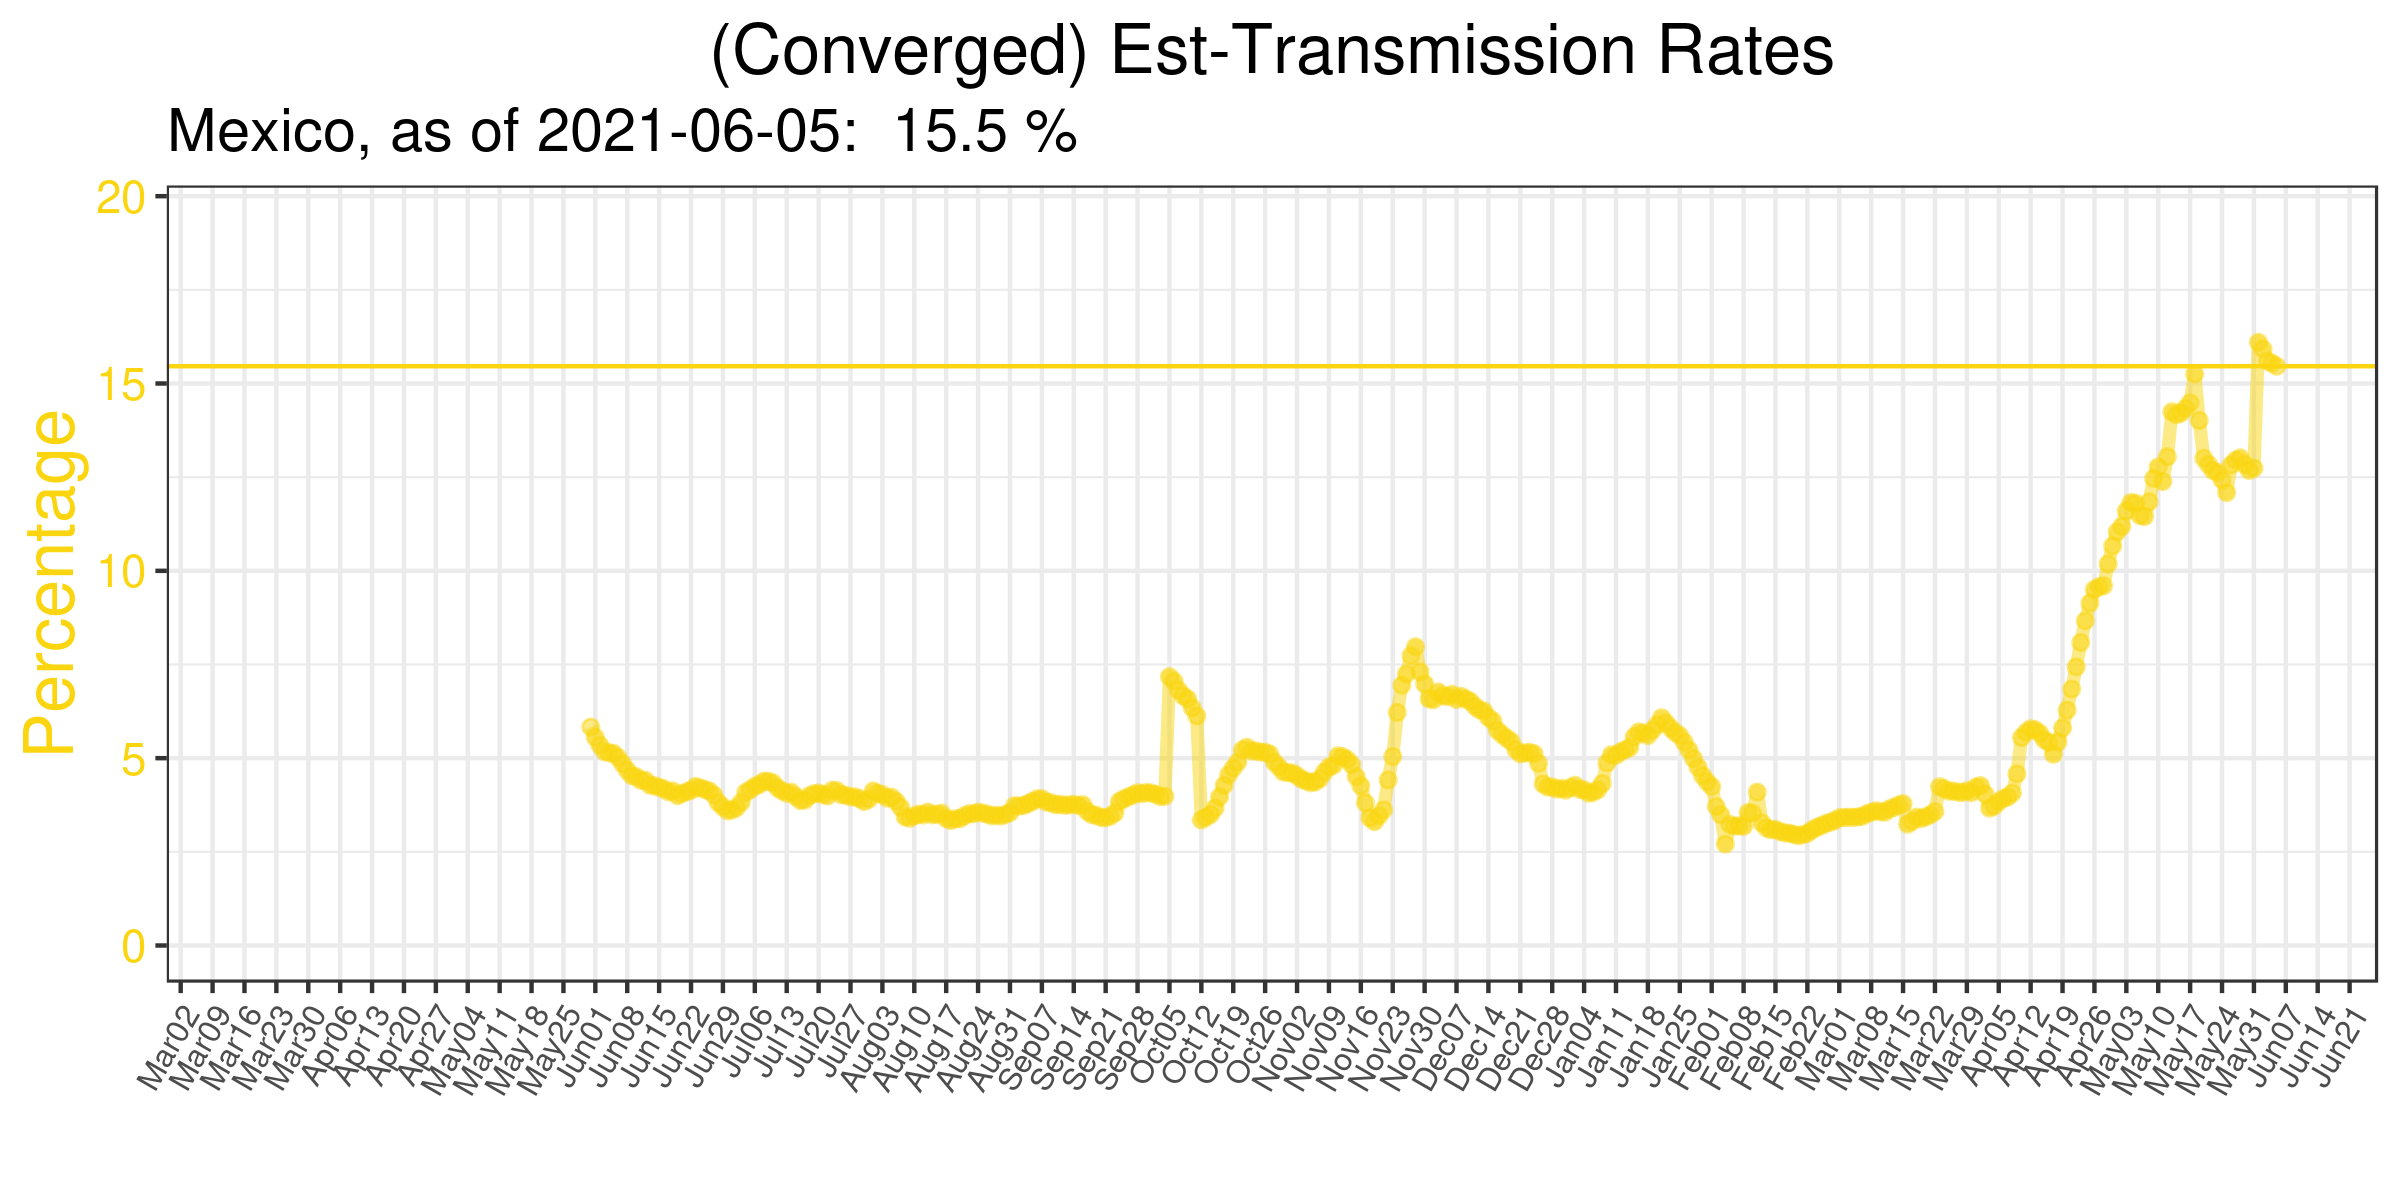 (Converged) Est-Transmission Rates
Mexico, as of 2021-06-05:  15.5 %
Percentage
20
15
10
5
0
Mar02
Mar09
Mar16
Mar23
Mar30
Apr06
Apr13
Apr20
Apr27
May04
May11
May18
May25
Jun01
Jun08
Jun15
Jun22
Jun29
Jul06
Jul13
Jul20
Jul27
Aug03
Aug10
Aug17
Aug24
Aug31
Sep07
Sep14
Sep21
Sep28
Oct05
Oct12
Oct19
Oct26
Nov02
Nov09
Nov16
Nov23
Nov30
Dec07
Dec14
Dec21
Dec28
Jan04
Jan11
Jan18
Jan25
Feb01
Feb08
Feb15
Feb22
Mar01
Mar08
Mar15
Mar22
Mar29
Apr05
Apr12
Apr19
Apr26
May03
May10
May17
May24
May31
Jun07
Jun14
Jun21